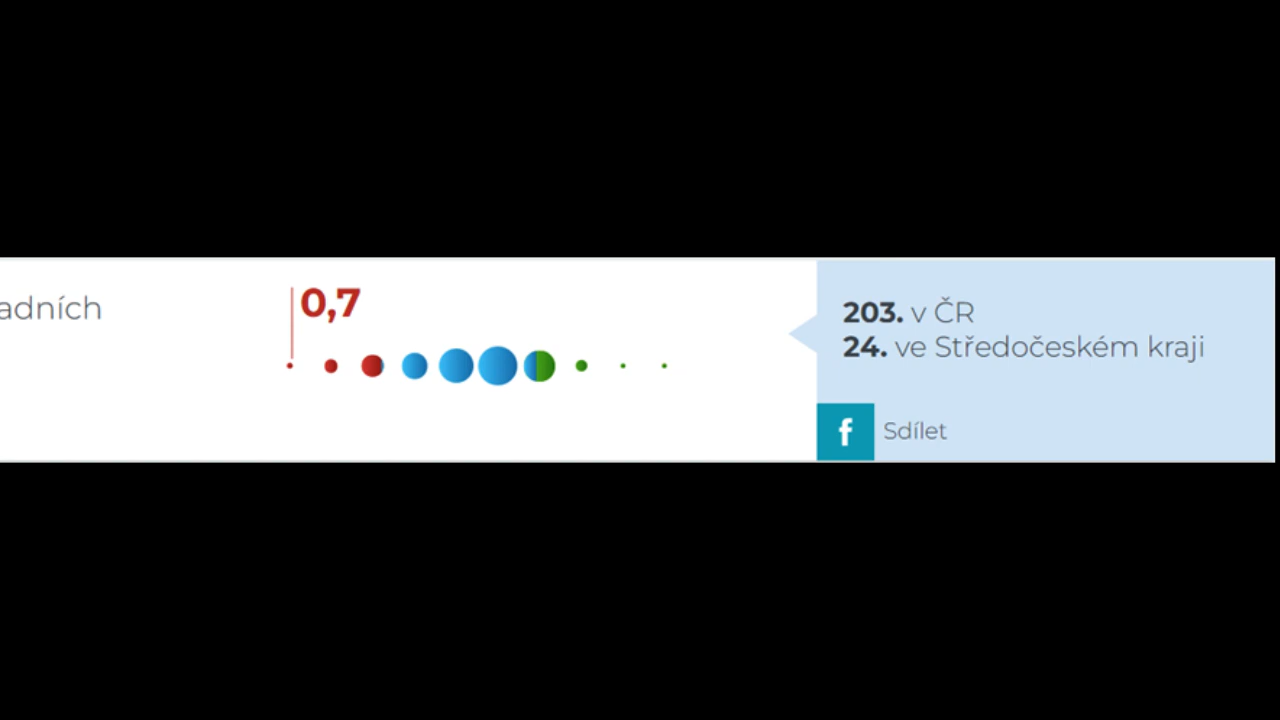 adních
0,7
203. v ČR
24. ve Středočeském kraji
f Sdílet